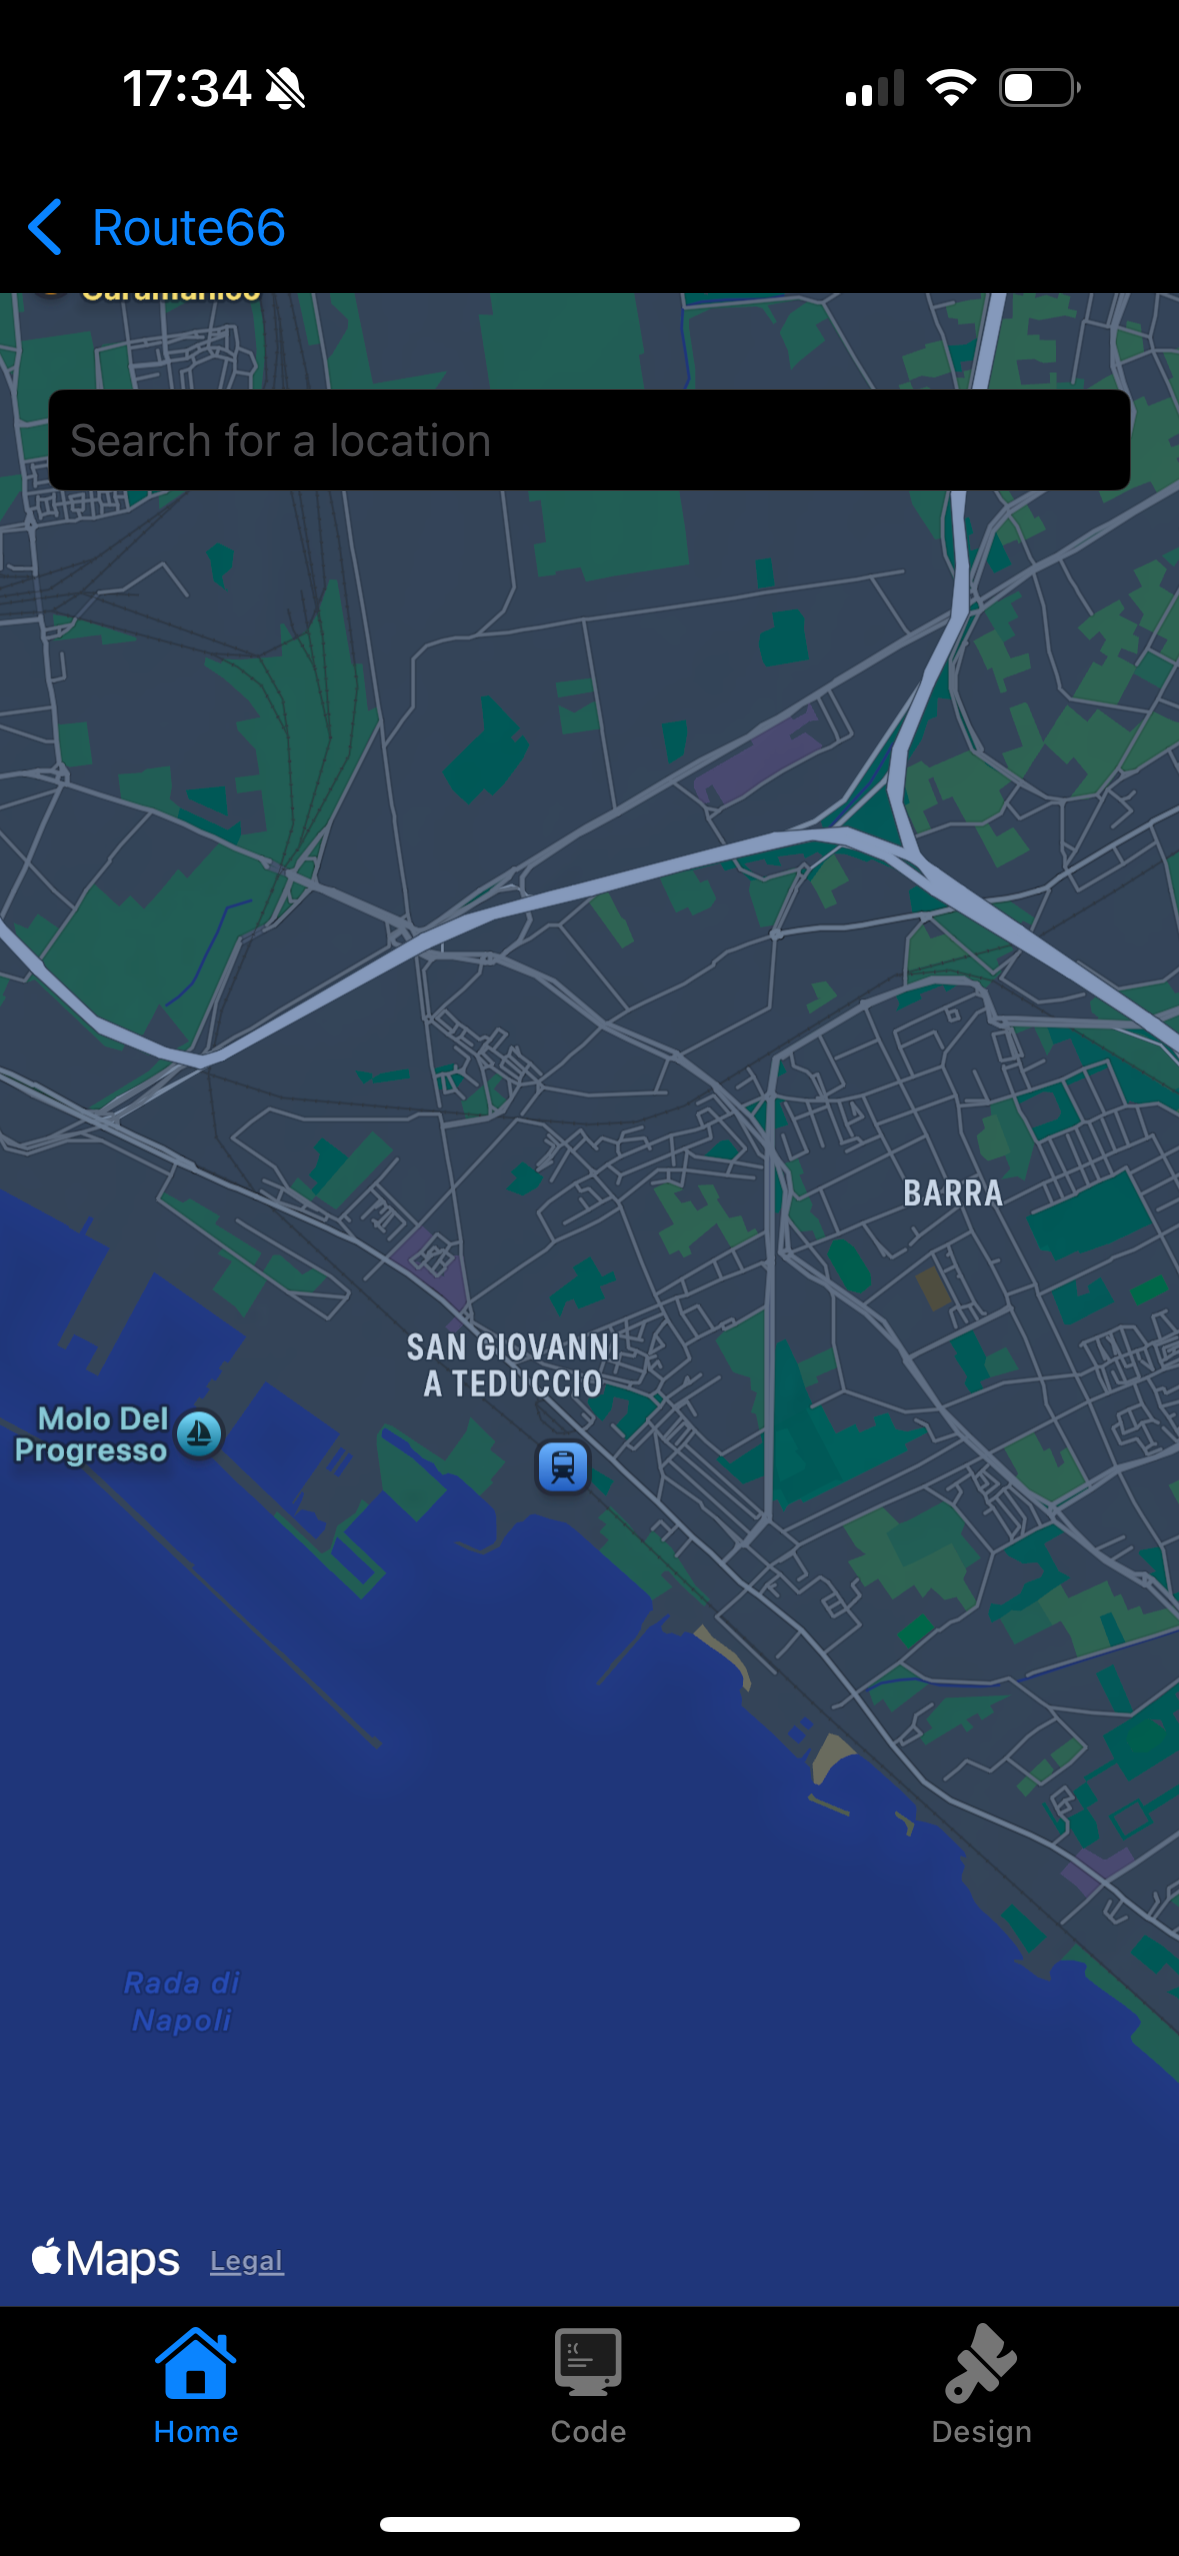 17:34
Route66
Caramanico
Search for a location
BARRA
SAN GIOVANNI
A TEDUCCIO
Molo Del
Progresso
Rada di
Napoli
Maps
Legal
:(
Home
Code
Design